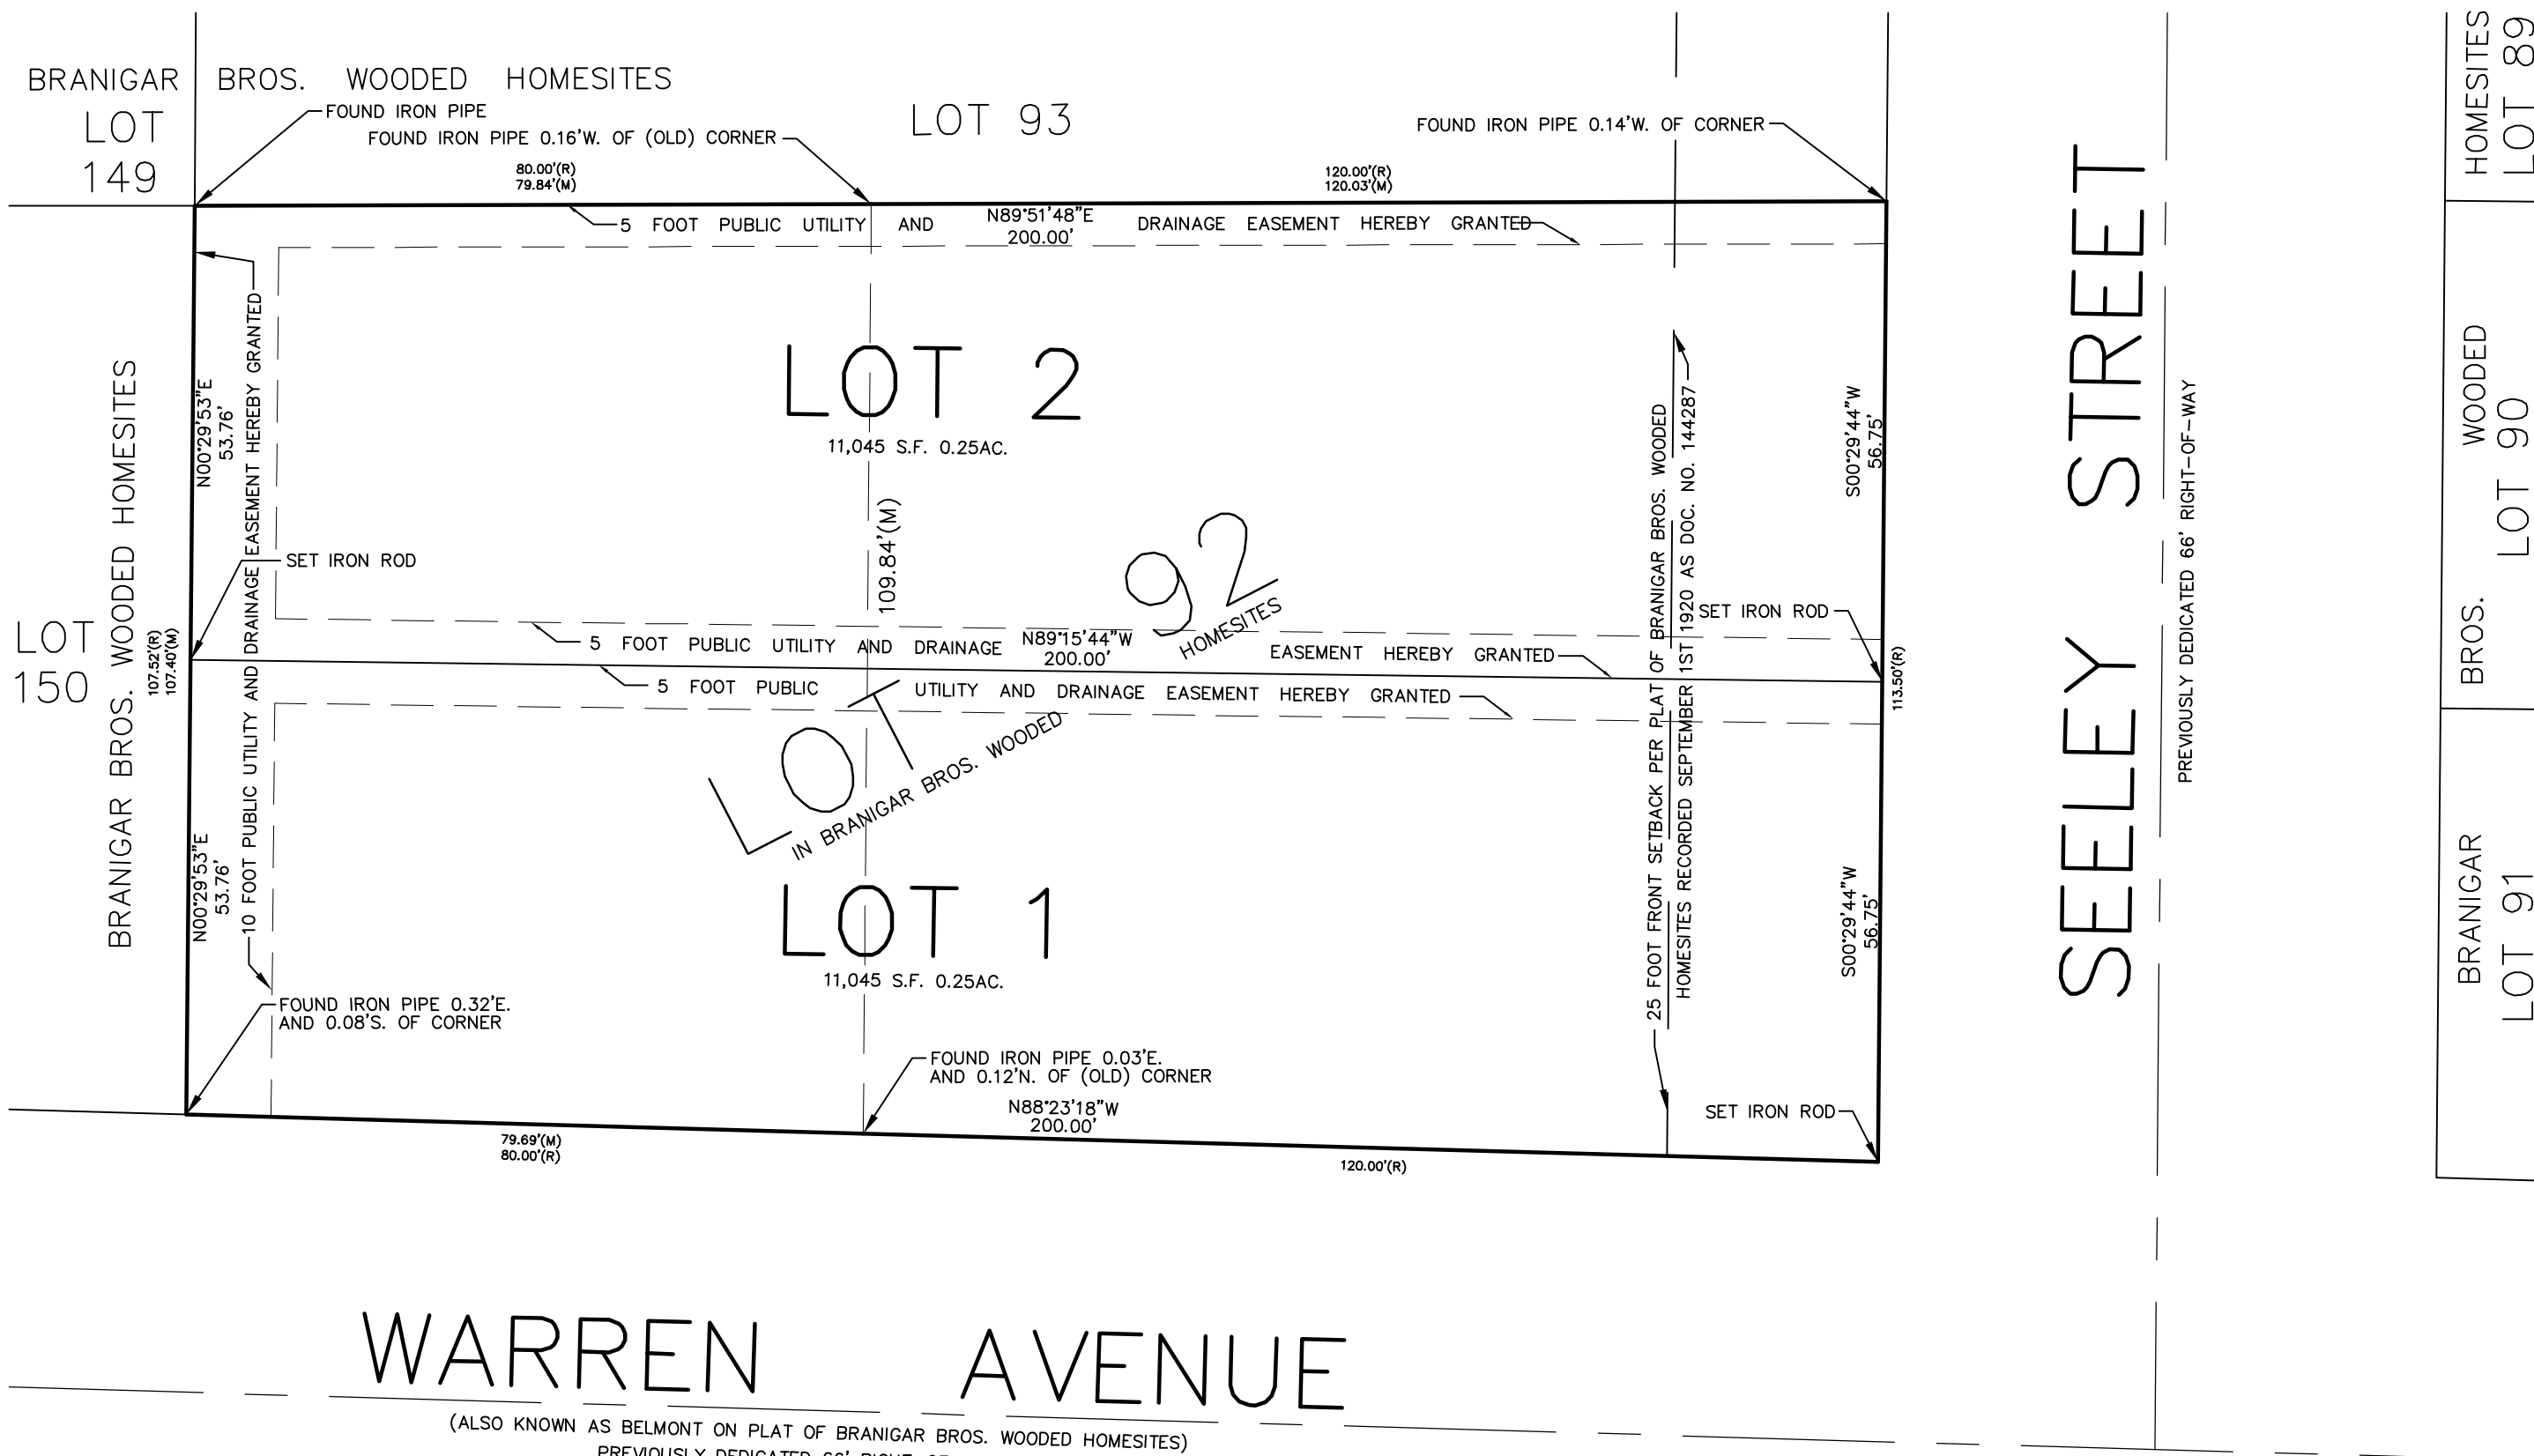 BRANIGAR BROS. WOODED HOMESITES
LOT
149
FOUND IRON PIPE
FOUND IRON PIPE 0.16'W. OF (OLD) CORNER
LOT 93
FOUND IRON PIPE 0.14'W. OF CORNER
80.00'(R)
79.84'(M)
120.00'(R)
120.03'(M)
5 FOOT PUBLIC UTILITY AND DRAINAGE EASEMENT HEREBY GRANTED
N89°51'48"E
200.00'
LOT 2
11,045 S.F. 0.25AC.
N00°29'53"E
53.76'
10 FOOT PUBLIC UTILITY AND DRAINAGE EASEMENT HEREBY GRANTED
S00°29'44"W
56.75'
109.84'(M)
SET IRON ROD
SET IRON ROD
BRANIGAR BROS. WOODED HOMESITES
LOT
150
107.52'(R)
107.40'(M)
113.50'(R)
5 FOOT PUBLIC UTILITY AND DRAINAGE EASEMENT HEREBY GRANTED
N89°15'44"W
200.00'
5 FOOT PUBLIC UTILITY AND DRAINAGE EASEMENT HEREBY GRANTED
LOT 92
IN BRANIGAR BROS. WOODED HOMESITES
25 FOOT FRONT SETBACK PER PLAT OF BRANIGAR BROS. WOODED
HOMESITES RECORDED SEPTEMBER 1ST 1920 AS DOC. NO. 144287
LOT 1
11,045 S.F. 0.25AC.
N00°29'53"E
53.76'
S00°29'44"W
56.75'
FOUND IRON PIPE 0.32'E.
AND 0.08'S. OF CORNER
FOUND IRON PIPE 0.03'E.
AND 0.12'N. OF (OLD) CORNER
N88°23'18"W
200.00'
SET IRON ROD
79.69'(M)
80.00'(R)
120.00'(R)
SEELEY STREET
PREVIOUSLY DEDICATED 66' RIGHT-OF-WAY
BRANIGAR BROS. WOODED HOMESITES
LOT 89
LOT 90
LOT 91
WARREN AVENUE
(ALSO KNOWN AS BELMONT ON PLAT OF BRANIGAR BROS. WOODED HOMESITES)
PREVIOUSLY DEDICATED 66' RIGHT